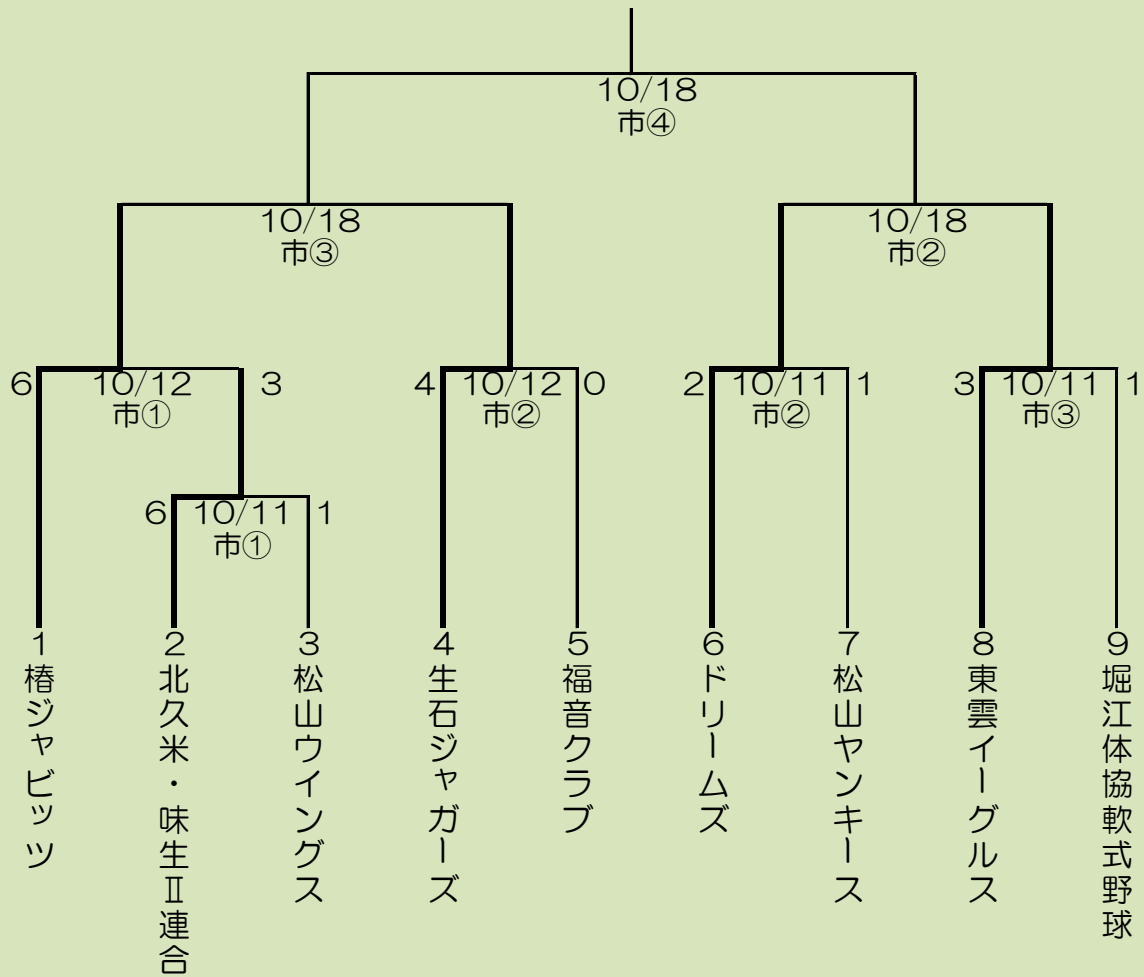 10/18
市④
10/18
市③
10/18
市②
6 10/12 3
市①
4 10/12 0
市②
2 10/11 1
市②
3 10/11 1
市③
6 10/11 1
市①
1 椿ジャビッツ
2 北久米・味生Ⅱ連合
3 松山ウイングス
4 生石ジャガーズ
5 福音クラブ
6 ドリームズ
7 松山ヤンキース
8 東雲イーグルス
9 堀江体協軟式野球